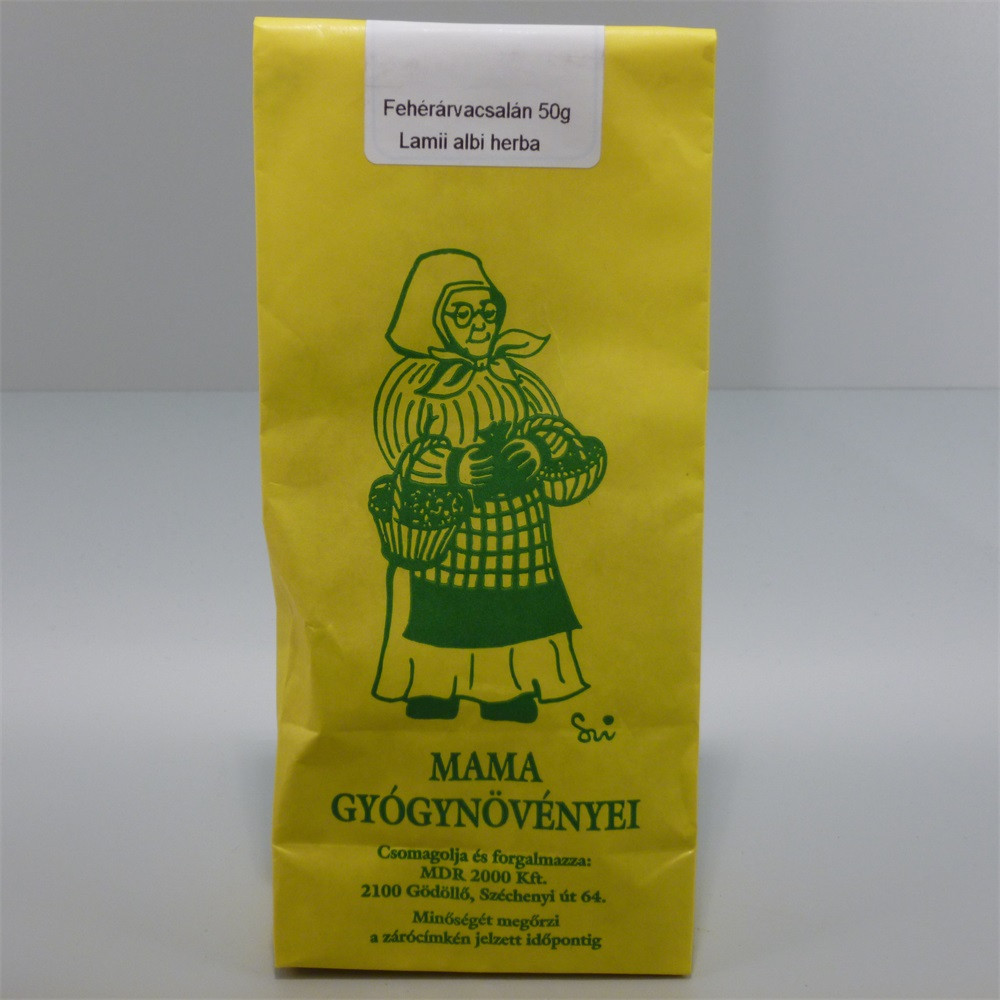 Fehérárvacsalán 50g
Lamii albi herba
Sui
MAMA
GYÓGYNÖVÉNYEI
Csomagolja és forgalmazza:
MDR 2000 Kft.
2100 Gödöllő, Széchenyi út 64.
Minőségét megőrzi
a zárócímkén jelzett időpontig